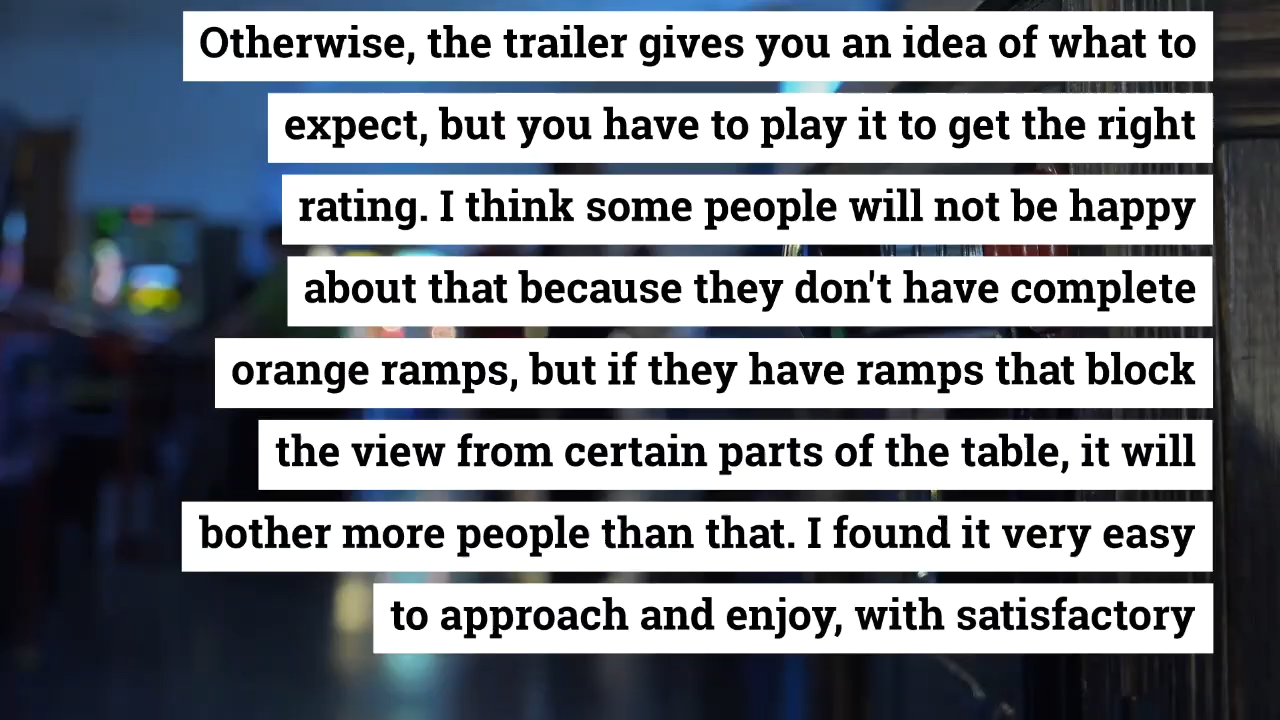 Otherwise, the trailer gives you an idea of what to
expect, but you have to play it to get the right
rating. I think some people will not be happy
about that because they don't have complete
orange ramps, but if they have ramps that block
the view from certain parts of the table, it will
bother more people than that. I found it very easy
to approach and enjoy, with satisfactory